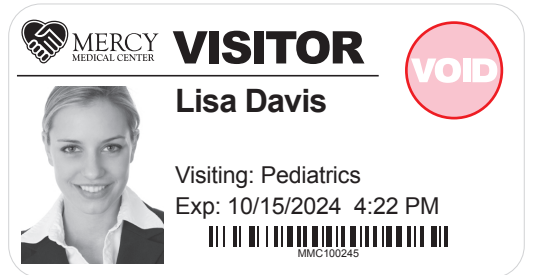 MERCY
MEDICAL CENTER
VISITOR
VOID
Lisa Davis
Visiting: Pediatrics
Exp: 10/15/2024 4:22 PM
MMC100245